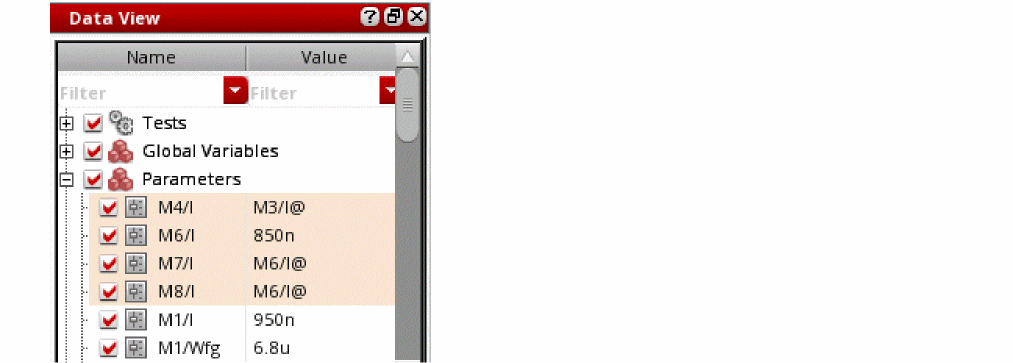 Data View
Name Value
Filter Filter
Tests
Global Variables
Parameters
M4/l M3/l@
M6/l 850n
M7/l M6/l@
M8/l M6/l@
M1/l 950n
M1/Wfg 6.8u